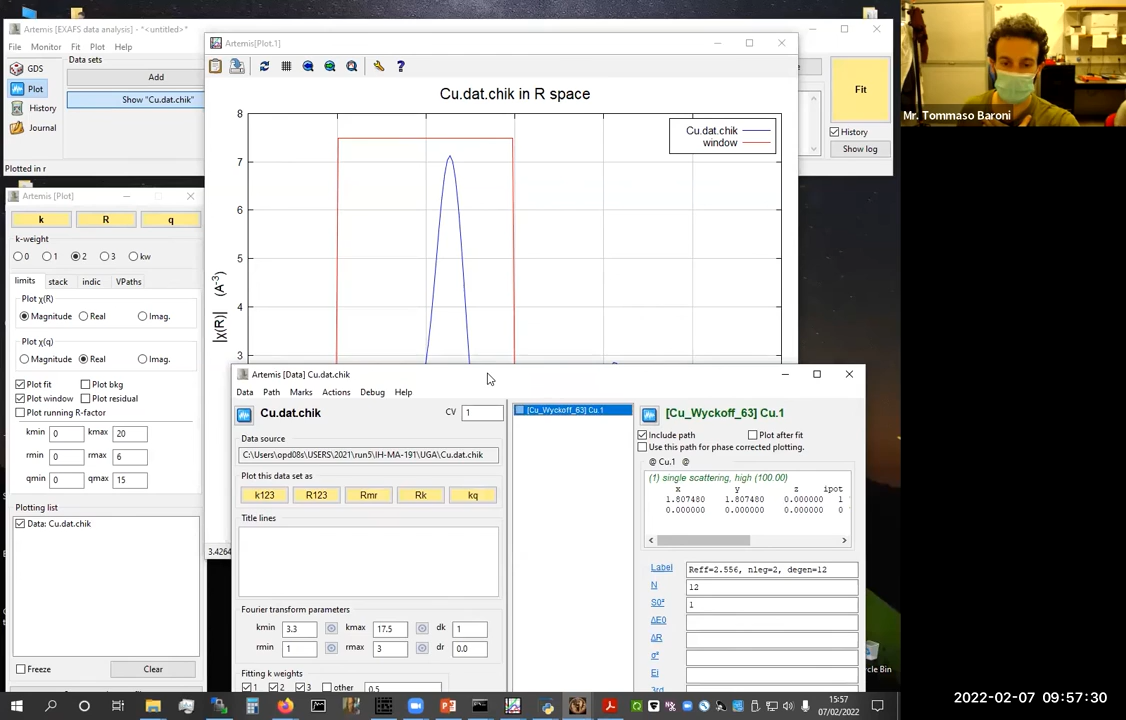 Artemis [EXAFS data analysis] - *<untitled>*
File Monitor Fit Plot Help
GDS
Plot
History
Journal
Data sets
Add
Show "Cu.dat.chik"
Plotted in r
Fit
History
Show log
Artemis[Plot.1]
Cu.dat.chik in R space
Cu.dat.chik
window
8
7
6
5
4
3
|χ(R)| (Å⁻³)
3.4264
Artemis [Plot]
k R q
k-weight
0 1 2 3 kw
limits stack indic VPaths
Plot χ(R)
Magnitude Real Imag.
Plot χ(q)
Magnitude Real Imag.
Plot fit Plot bkg
Plot window Plot residual
Plot running R-factor
kmin 0 kmax 20
rmin 0 rmax 6
qmin 0 qmax 15
Plotting list
Data: Cu.dat.chik
Freeze Clear
Artemis [Data] Cu.dat.chik
Data Path Marks Actions Debug Help
Cu.dat.chik
CV 1
Data source
C:\Users\opd08s\USERS\2021\run5\IH-MA-191\UGA\Cu.dat.chik
Plot this data set as
k123 R123 Rmr Rk kq
Title lines
Fourier transform parameters
kmin 3.3 kmax 17.5 dk 1
rmin 1 rmax 3 dr 0.0
Fitting k weights
1 2 3 other 0.5
[Cu_Wyckoff_63] Cu.1
[Cu_Wyckoff_63] Cu.1
Include path Plot after fit
Use this path for phase corrected plotting.
@ Cu.1 @
(1) single scattering, high (100.00)
x y z ipot
1.807480 1.807480 0.000000 1
0.000000 0.000000 0.000000 0
Label Reff=2.556, nleg=2, degen=12
N 12
S0² 1
ΔE0
ΔR
σ²
Ei
3rd
Mr. Tommaso Baroni
15:57
07/02/2022
2022-02-07 09:57:30